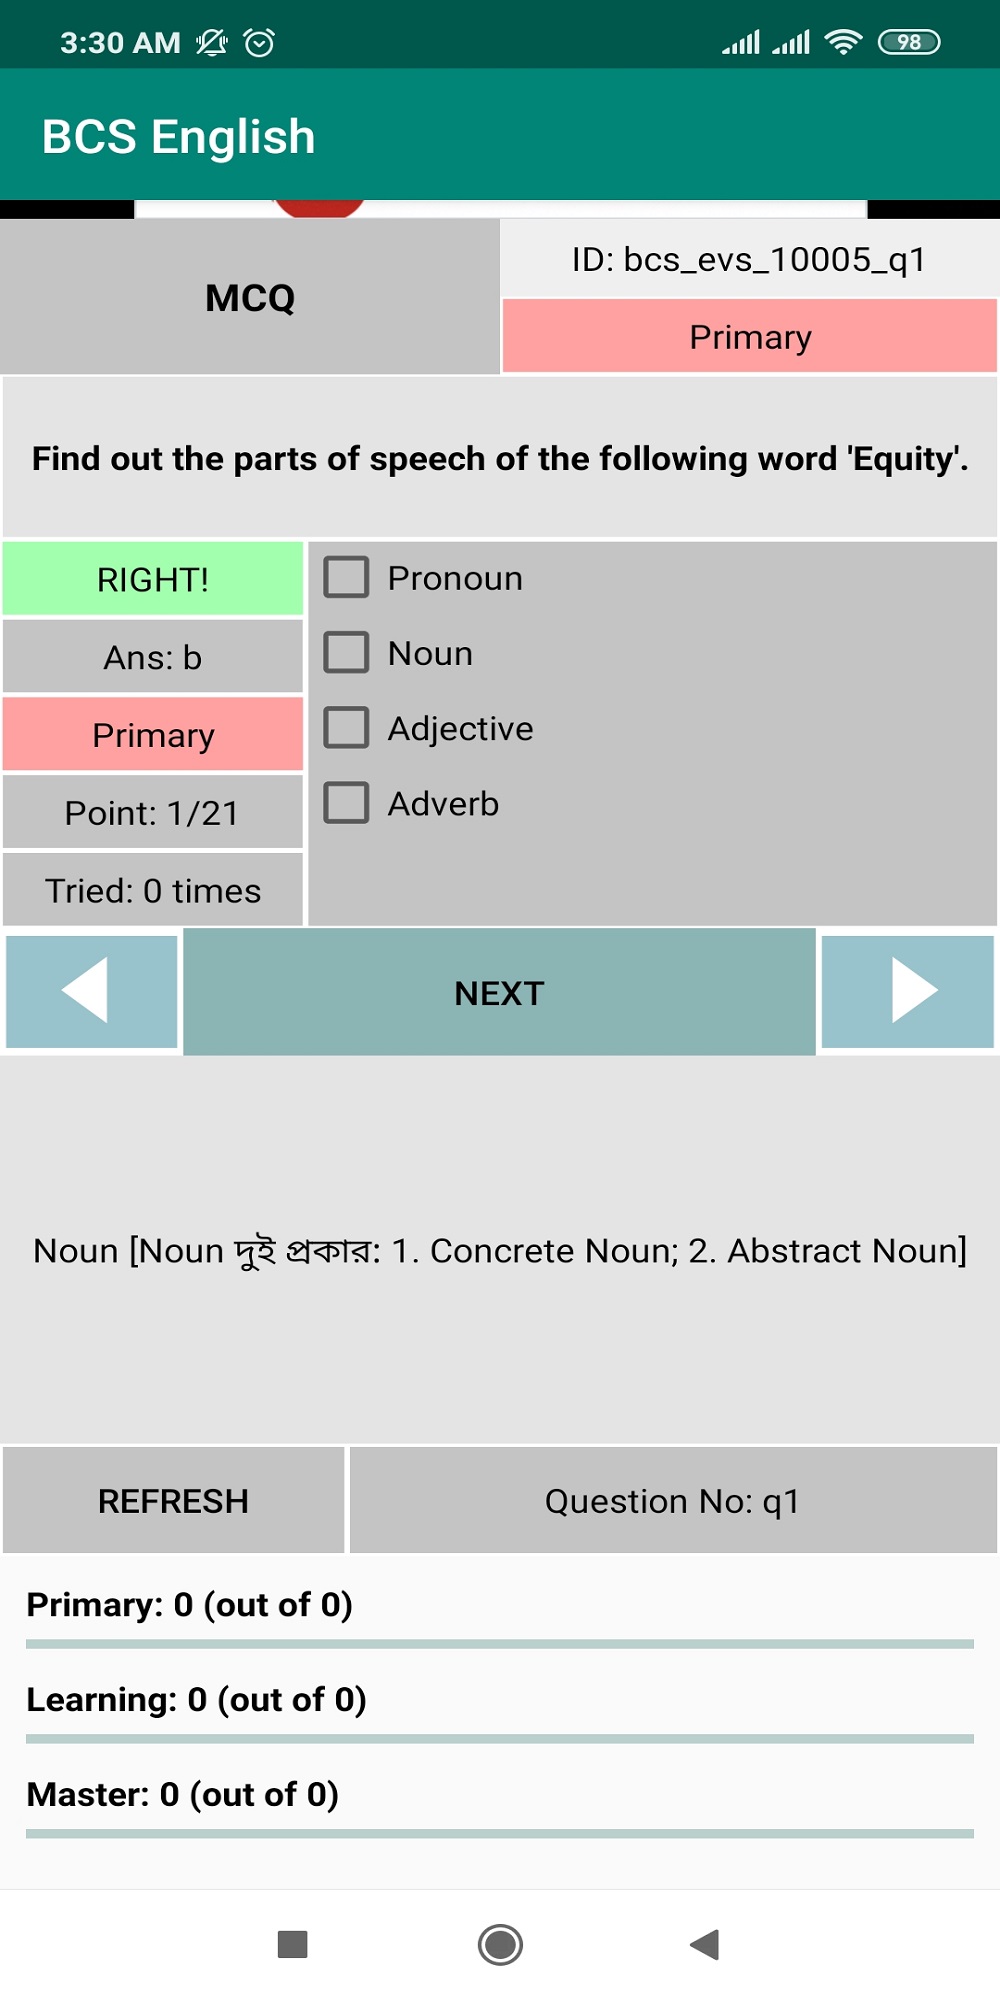 3:30 AM
98
BCS English
MCQ
ID: bcs_evs_10005_q1
Primary
Find out the parts of speech of the following word 'Equity'.
RIGHT!
Ans: b
Primary
Point: 1/21
Tried: 0 times
Pronoun
Noun
Adjective
Adverb
NEXT
Noun [Noun দুই প্রকার: 1. Concrete Noun; 2. Abstract Noun]
REFRESH
Question No: q1
Primary: 0 (out of 0)
Learning: 0 (out of 0)
Master: 0 (out of 0)